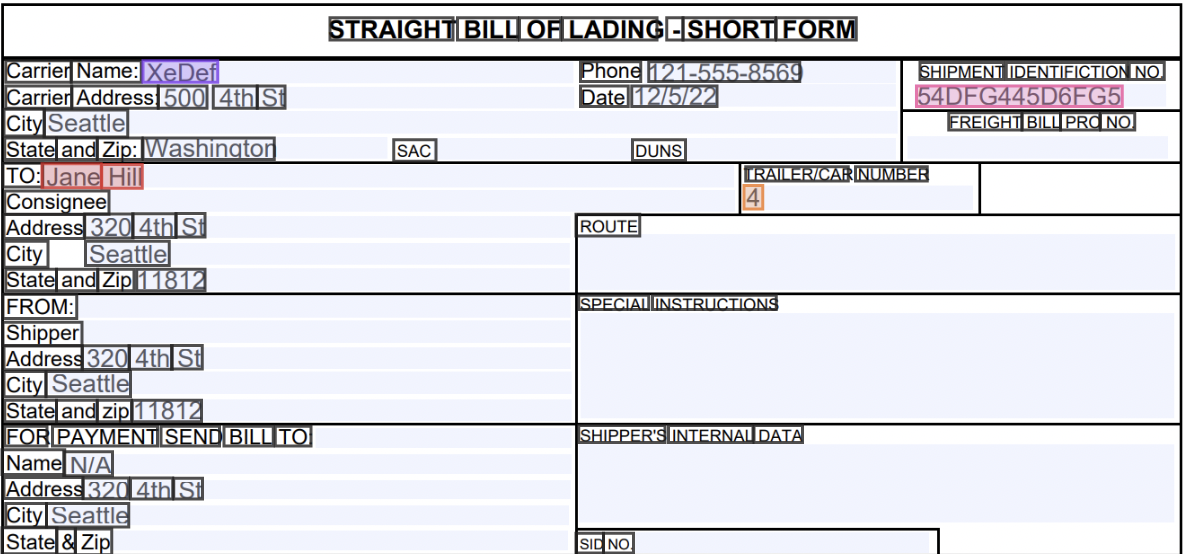 STRAIGHT BILL OF LADING - SHORT FORM
Carrier Name: XeDef Phone 121-555-8569 SHIPMENT IDENTIFICTION NO.
Carrier Address: 500 4th St Date 12/5/22 54DFG445D6FG5
City Seattle FREIGHT BILL PRO NO.
State and Zip: Washington SAC DUNS
TO: Jane Hill TRAILER/CAR NUMBER
Consignee 4
Address 320 4th St ROUTE
City Seattle
State and Zip 11812
FROM: SPECIAL INSTRUCTIONS
Shipper
Address 320 4th St
City Seattle
State and zip 11812
FOR PAYMENT SEND BILL TO: SHIPPER'S INTERNAL DATA
Name N/A
Address 320 4th St
City Seattle
State & Zip SID NO.